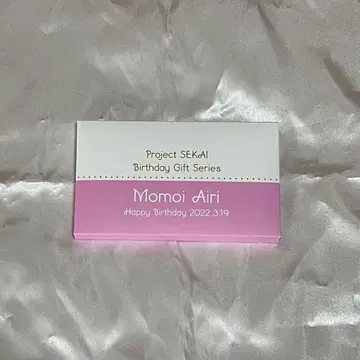 Project SEKAI
Birthday Gift Series
Momoi Airi
Happy Birthday 2022.3.19